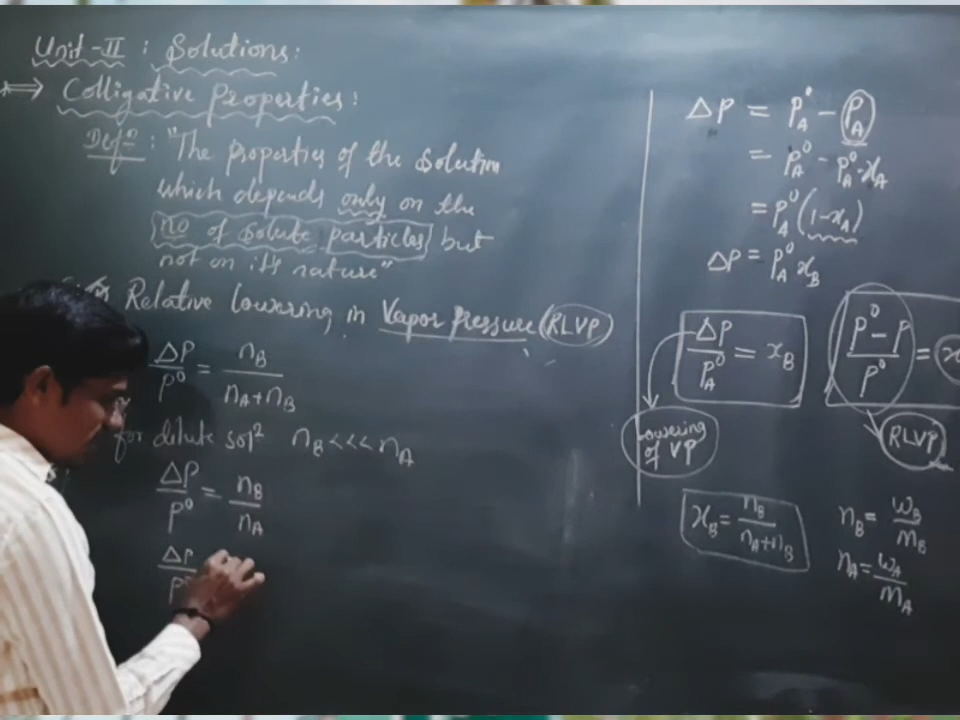 Unit-II : Solutions:
⇒ Colligative Properties:
Defⁿ : "The properties of the solution
which depends only on the
no of solute particles but
not on it's nature"
Relative lowering in Vapor Pressure (RLVP)
ΔP/P⁰ = n_B/(n_A+n_B)
for dilute solⁿ n_B <<< n_A
ΔP/P⁰ = n_B/n_A
ΔP
ΔP = P_A⁰ - P_A
= P_A⁰ - P_A⁰·x_A
= P_A⁰(1-x_A)
ΔP = P_A⁰ x_B
ΔP/P_A⁰ = x_B
Lowering
of VP
P⁰-P/P⁰ =
RLVP
x_B = n_B/(n_A+n_B)
n_B = w_B/M_B
n_A = w_A/M_A